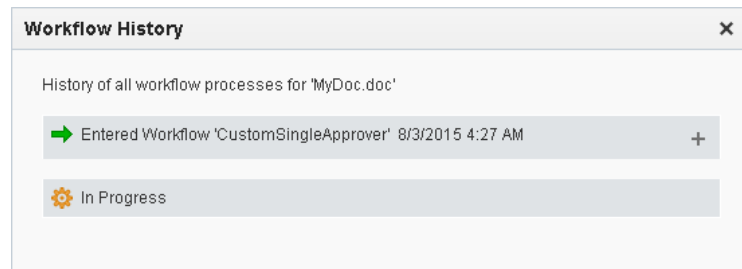 Workflow History
History of all workflow processes for 'MyDoc.doc'
Entered Workflow 'CustomSingleApprover' 8/3/2015 4:27 AM
In Progress